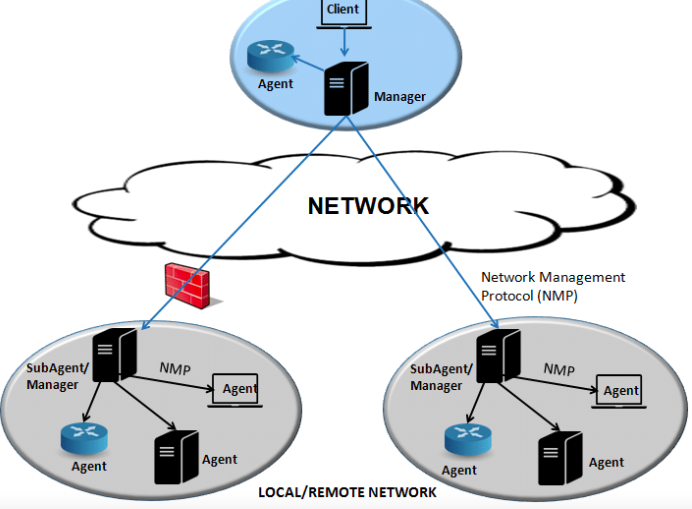 Client
Agent
Manager
NETWORK
Network Management
Protocol (NMP)
SubAgent/
Manager
NMP
Agent
Agent
Agent
SubAgent/
Manager
NMP
Agent
Agent
Agent
LOCAL/REMOTE NETWORK